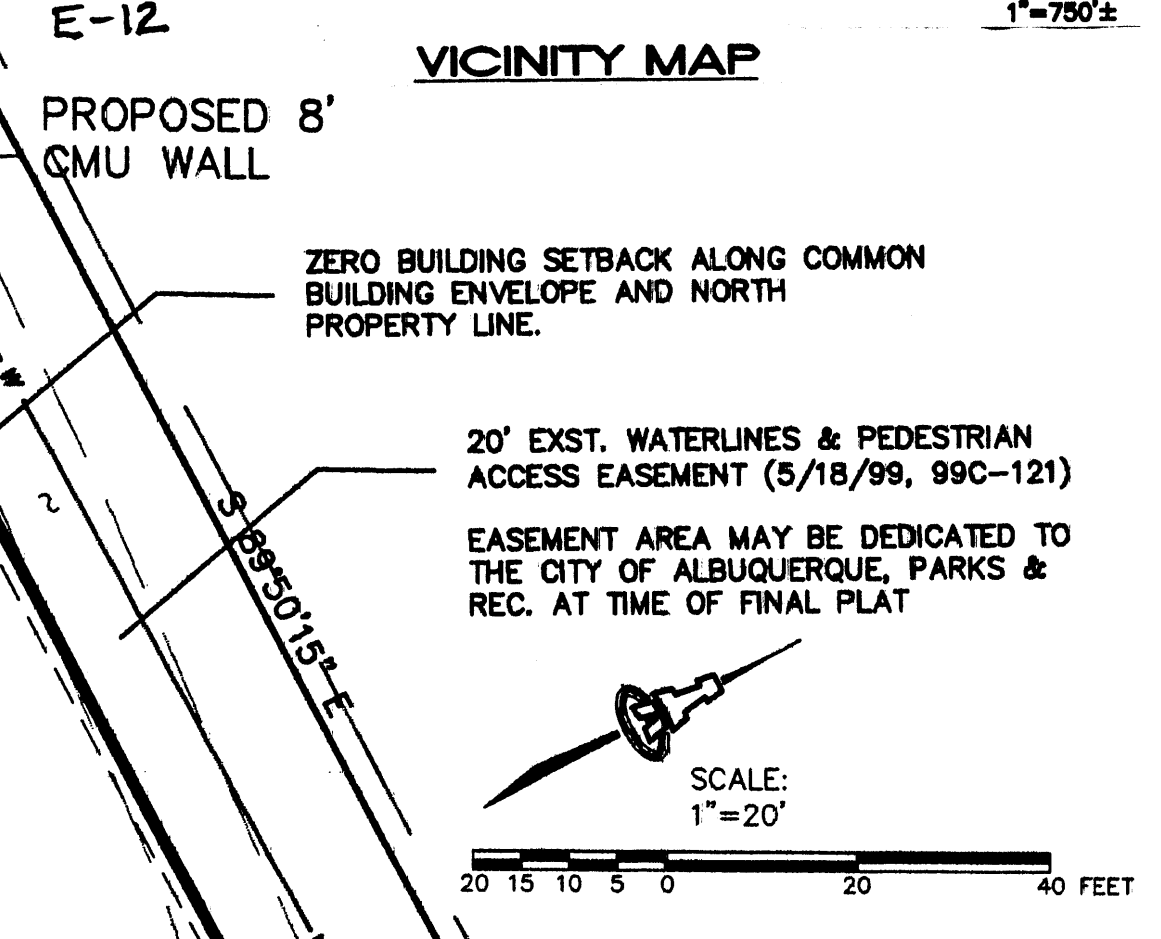 E-12
1"=750'±
VICINITY MAP
PROPOSED 8'
CMU WALL
ZERO BUILDING SETBACK ALONG COMMON
BUILDING ENVELOPE AND NORTH
PROPERTY LINE.
20' EXST. WATERLINES & PEDESTRIAN
ACCESS EASEMENT (5/18/99, 99C-121)
EASEMENT AREA MAY BE DEDICATED TO
THE CITY OF ALBUQUERQUE, PARKS &
REC. AT TIME OF FINAL PLAT
S 89°50'15" E
SCALE:
1"=20'
20 15 10 5 0 20 40 FEET